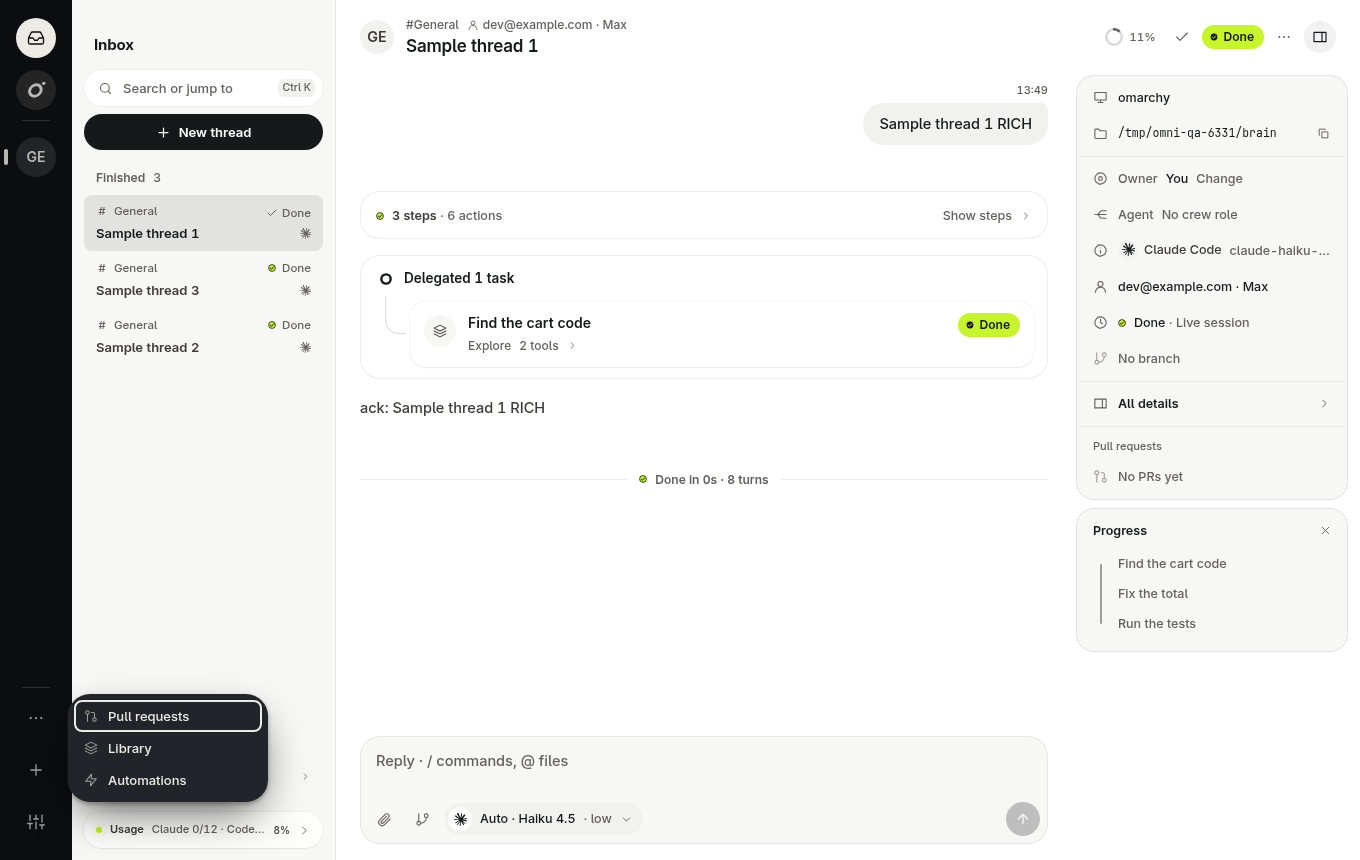 Inbox
Search or jump to
Ctrl K
New thread
GE
Finished 3
# General
Done
Sample thread 1
# General
Done
Sample thread 3
# General
Done
Sample thread 2
Pull requests
Library
Automations
Usage Claude 0/12 · Code... 8%
GE
#General dev@example.com · Max
Sample thread 1
11%
Done
13:49
Sample thread 1 RICH
3 steps · 6 actions
Show steps
Delegated 1 task
Find the cart code
Done
Explore 2 tools
ack: Sample thread 1 RICH
Done in 0s · 8 turns
Reply · / commands, @ files
Auto · Haiku 4.5 · low
omarchy
/tmp/omni-qa-6331/brain
Owner You Change
Agent No crew role
Claude Code claude-haiku-...
dev@example.com · Max
Done · Live session
No branch
All details
Pull requests
No PRs yet
Progress
Find the cart code
Fix the total
Run the tests